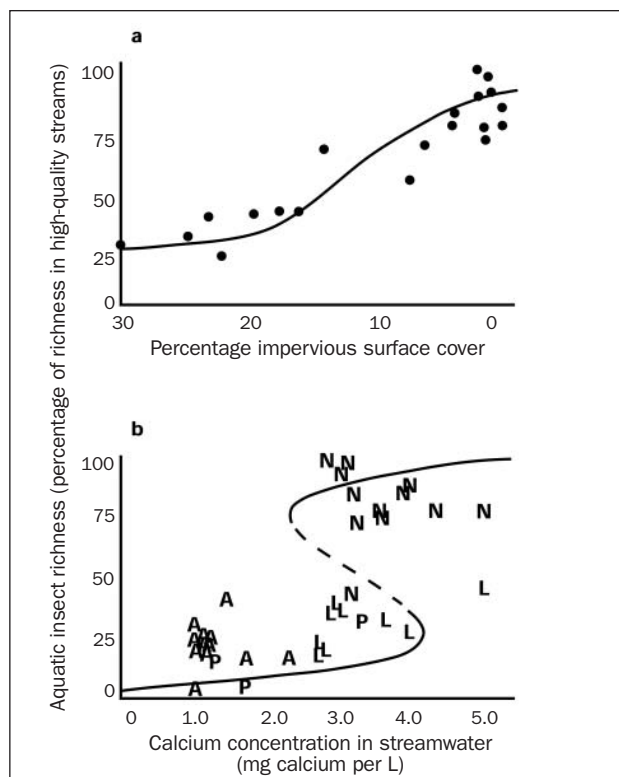 a
Aquatic insect richness (percentage of richness in high-quality streams)
100
75
50
25
0
30 20 10 0
Percentage impervious surface cover
b
100
75
50
25
0
N N
N
N N N
N N N N N
N
A L L
A L L P L L
A A A L
A A A L
A A P A A L
A P
0 1.0 2.0 3.0 4.0 5.0
Calcium concentration in streamwater
(mg calcium per L)